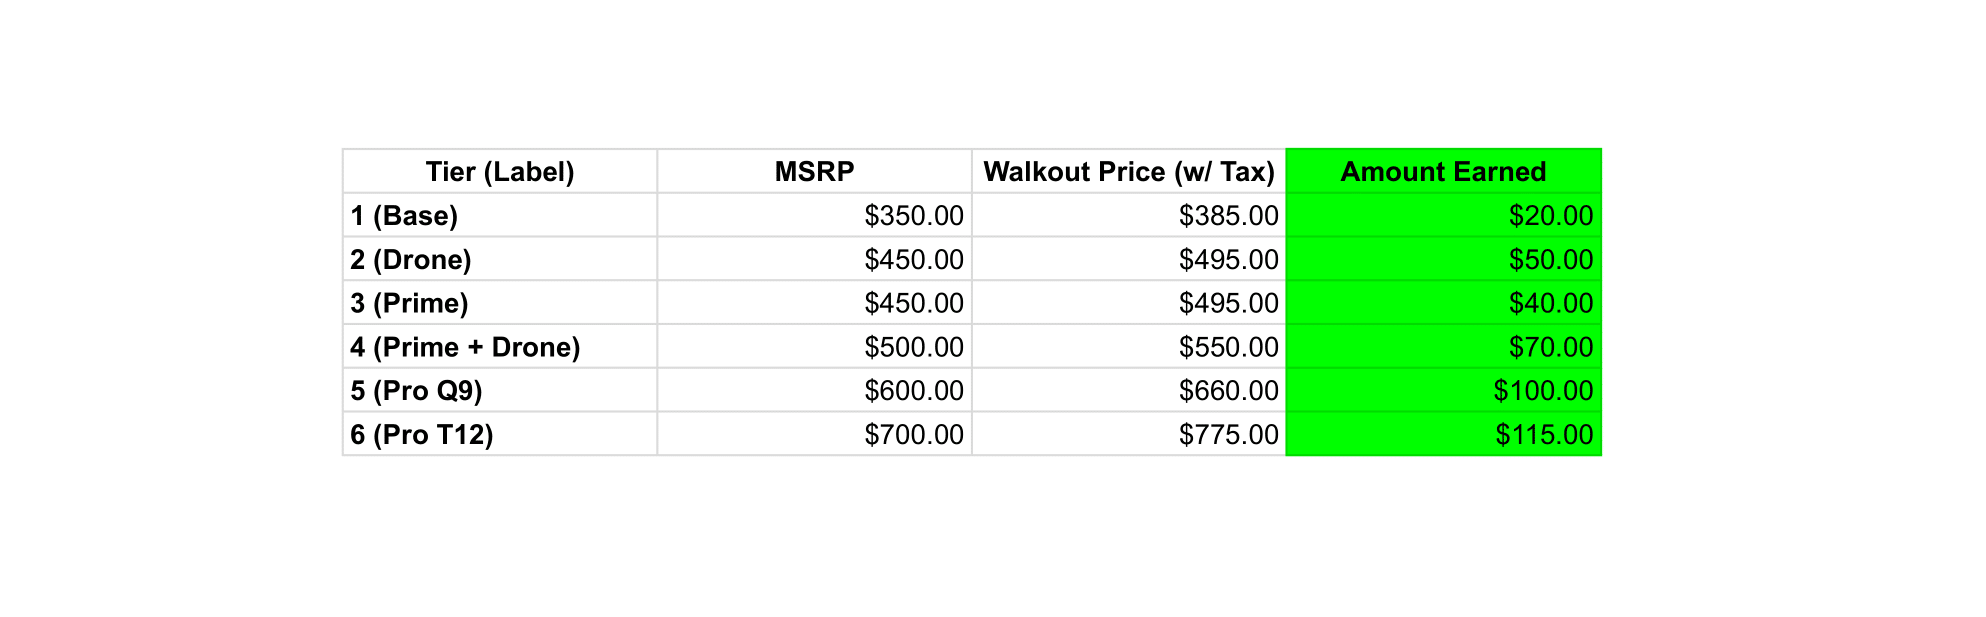 Tier (Label) MSRP Walkout Price (w/ Tax) Amount Earned
1 (Base) $350.00 $385.00 $20.00
2 (Drone) $450.00 $495.00 $50.00
3 (Prime) $450.00 $495.00 $40.00
4 (Prime + Drone) $500.00 $550.00 $70.00
5 (Pro Q9) $600.00 $660.00 $100.00
6 (Pro T12) $700.00 $775.00 $115.00